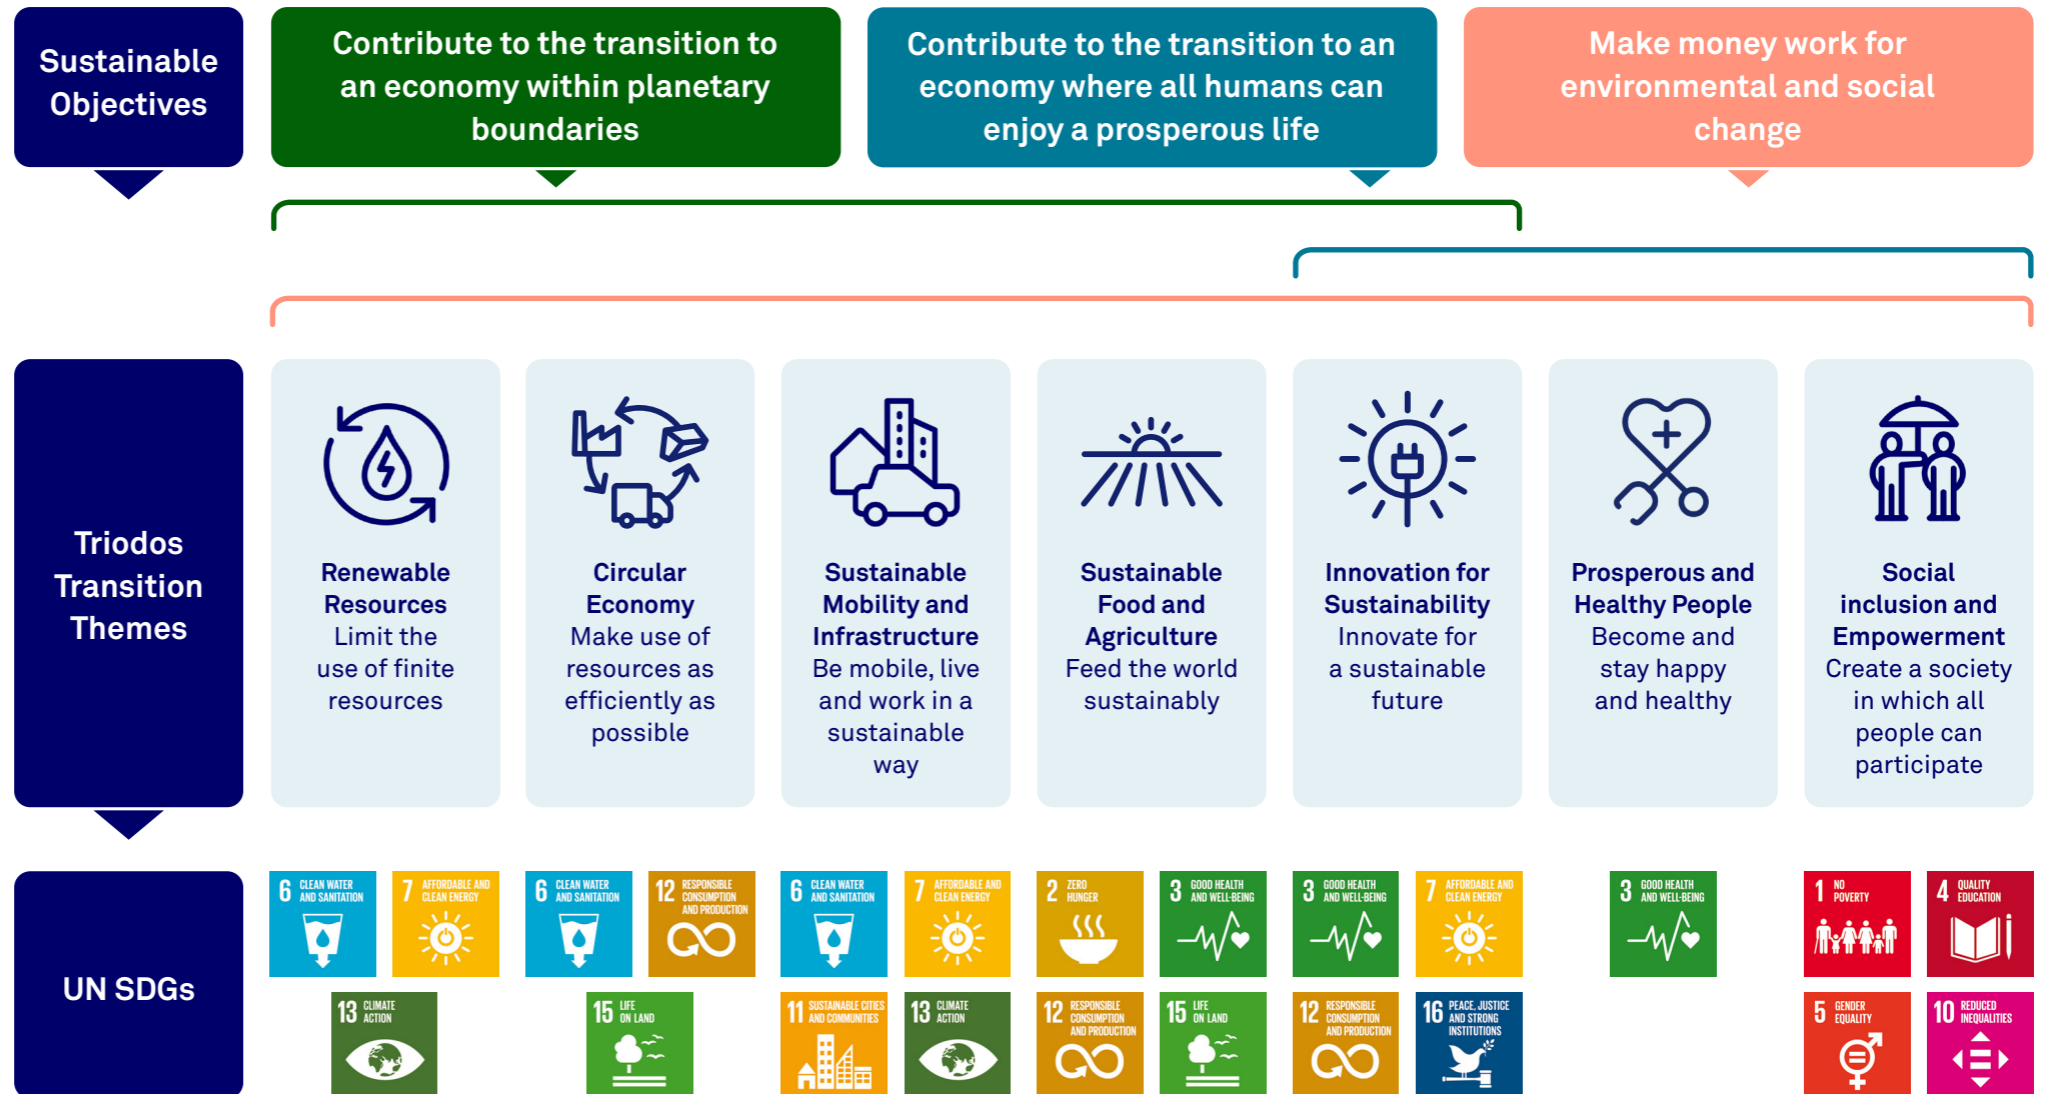 Sustainable
Objectives
Contribute to the transition to
an economy within planetary
boundaries
Contribute to the transition to an
economy where all humans can
enjoy a prosperous life
Make money work for
environmental and social
change
Triodos
Transition
Themes
Renewable
Resources
Limit the
use of finite
resources
Circular
Economy
Make use of
resources as
efficiently as
possible
Sustainable
Mobility and
Infrastructure
Be mobile, live
and work in a
sustainable
way
Sustainable
Food and
Agriculture
Feed the world
sustainably
Innovation for
Sustainability
Innovate for
a sustainable
future
Prosperous and
Healthy People
Become and
stay happy
and healthy
Social
inclusion and
Empowerment
Create a society
in which all
people can
participate
UN SDGs
6 CLEAN WATER
AND SANITATION
7 AFFORDABLE AND
CLEAN ENERGY
13 CLIMATE
ACTION
6 CLEAN WATER
AND SANITATION
12 RESPONSIBLE
CONSUMPTION
AND PRODUCTION
15 LIFE
ON LAND
6 CLEAN WATER
AND SANITATION
7 AFFORDABLE AND
CLEAN ENERGY
11 SUSTAINABLE CITIES
AND COMMUNITIES
13 CLIMATE
ACTION
2 ZERO
HUNGER
3 GOOD HEALTH
AND WELL-BEING
12 RESPONSIBLE
CONSUMPTION
AND PRODUCTION
15 LIFE
ON LAND
3 GOOD HEALTH
AND WELL-BEING
7 AFFORDABLE AND
CLEAN ENERGY
12 RESPONSIBLE
CONSUMPTION
AND PRODUCTION
16 PEACE, JUSTICE
AND STRONG
INSTITUTIONS
3 GOOD HEALTH
AND WELL-BEING
1 NO
POVERTY
4 QUALITY
EDUCATION
5 GENDER
EQUALITY
10 REDUCED
INEQUALITIES